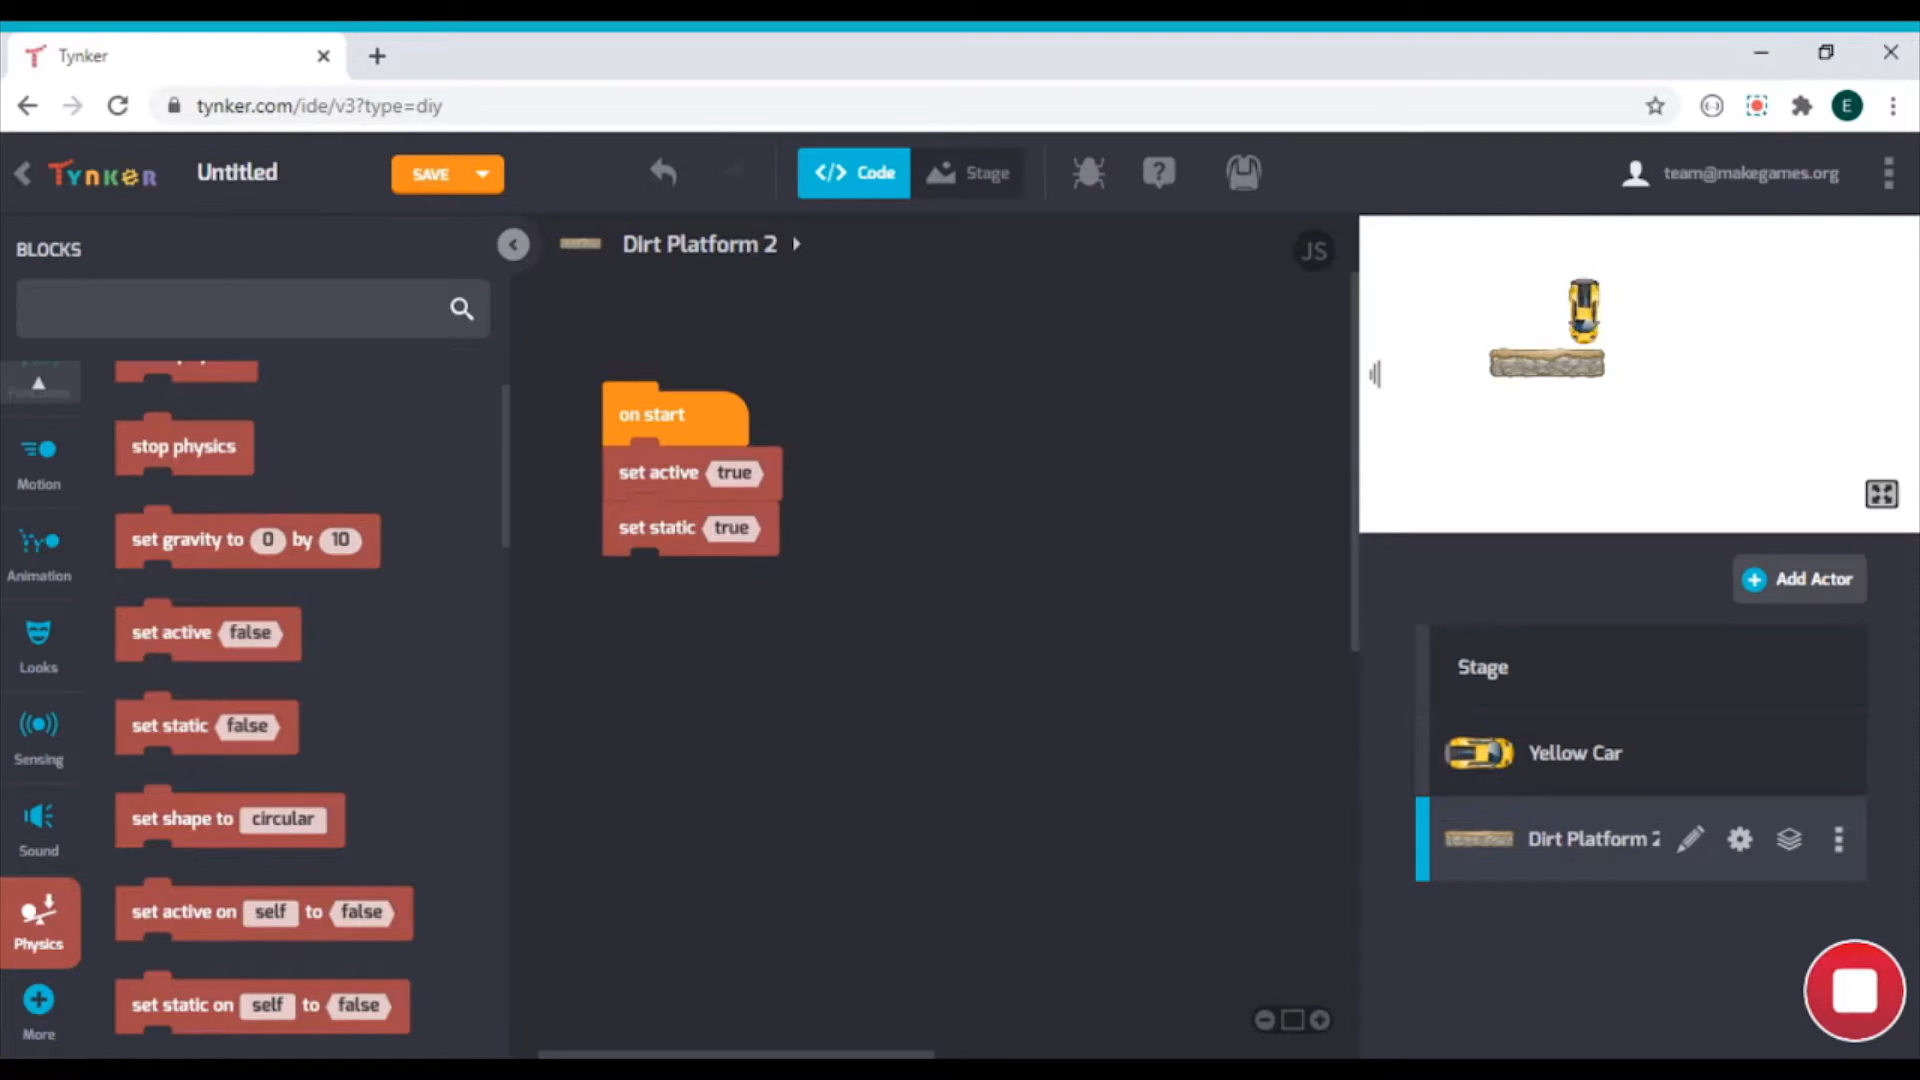 Tynker
tynker.com/ide/v3?type=diy
E
TYNKER
Untitled
SAVE
</> Code
Stage
?
team@makegames.org
BLOCKS
Dirt Platform 2
JS
Functions
stop physics
Motion
set gravity to 0 by 10
Animation
set active false
Looks
set static false
Sensing
set shape to circular
Sound
set active on self to false
Physics
set static on self to false
More
on start
set active true
set static true
Add Actor
Stage
Yellow Car
Dirt Platform 2